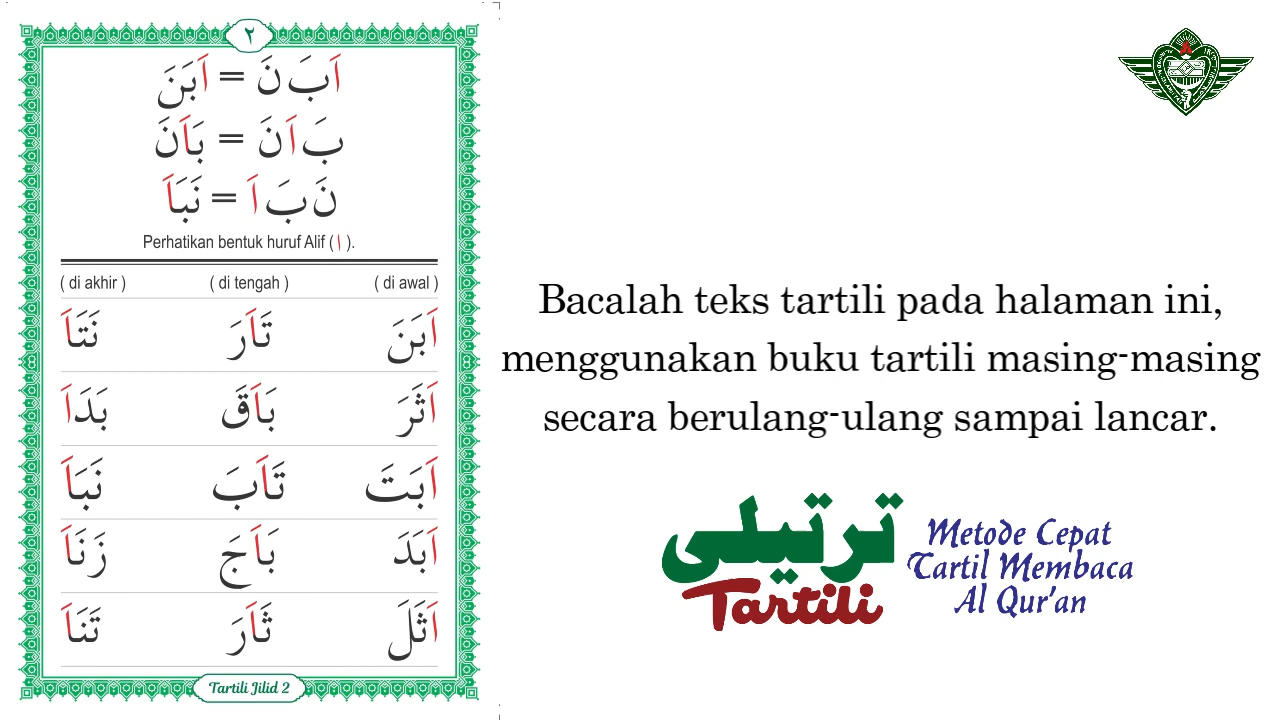 ٢
اَ بَ نَ = اَبَنَ
بَ اَ نَ = بَاَنَ
نَ بَ اَ = نَبَاَ
Perhatikan bentuk huruf Alif ( ا ).
( di awal ) ( di tengah ) ( di akhir )
اَبَنَ تَاَرَ نَتَاَ
اَثَرَ بَاَقَ بَدَاَ
اَبَتَ تَاَبَ نَبَاَ
اَبَدَ بَاَجَ زَنَاَ
اَثَلَ ثَاَرَ تَنَاَ
Tartili Jilid 2
Bacalah teks tartili pada halaman ini,
menggunakan buku tartili masing-masing
secara berulang-ulang sampai lancar.
ترتيلى
Tartili
Metode Cepat
Tartil Membaca
Al Qur'an